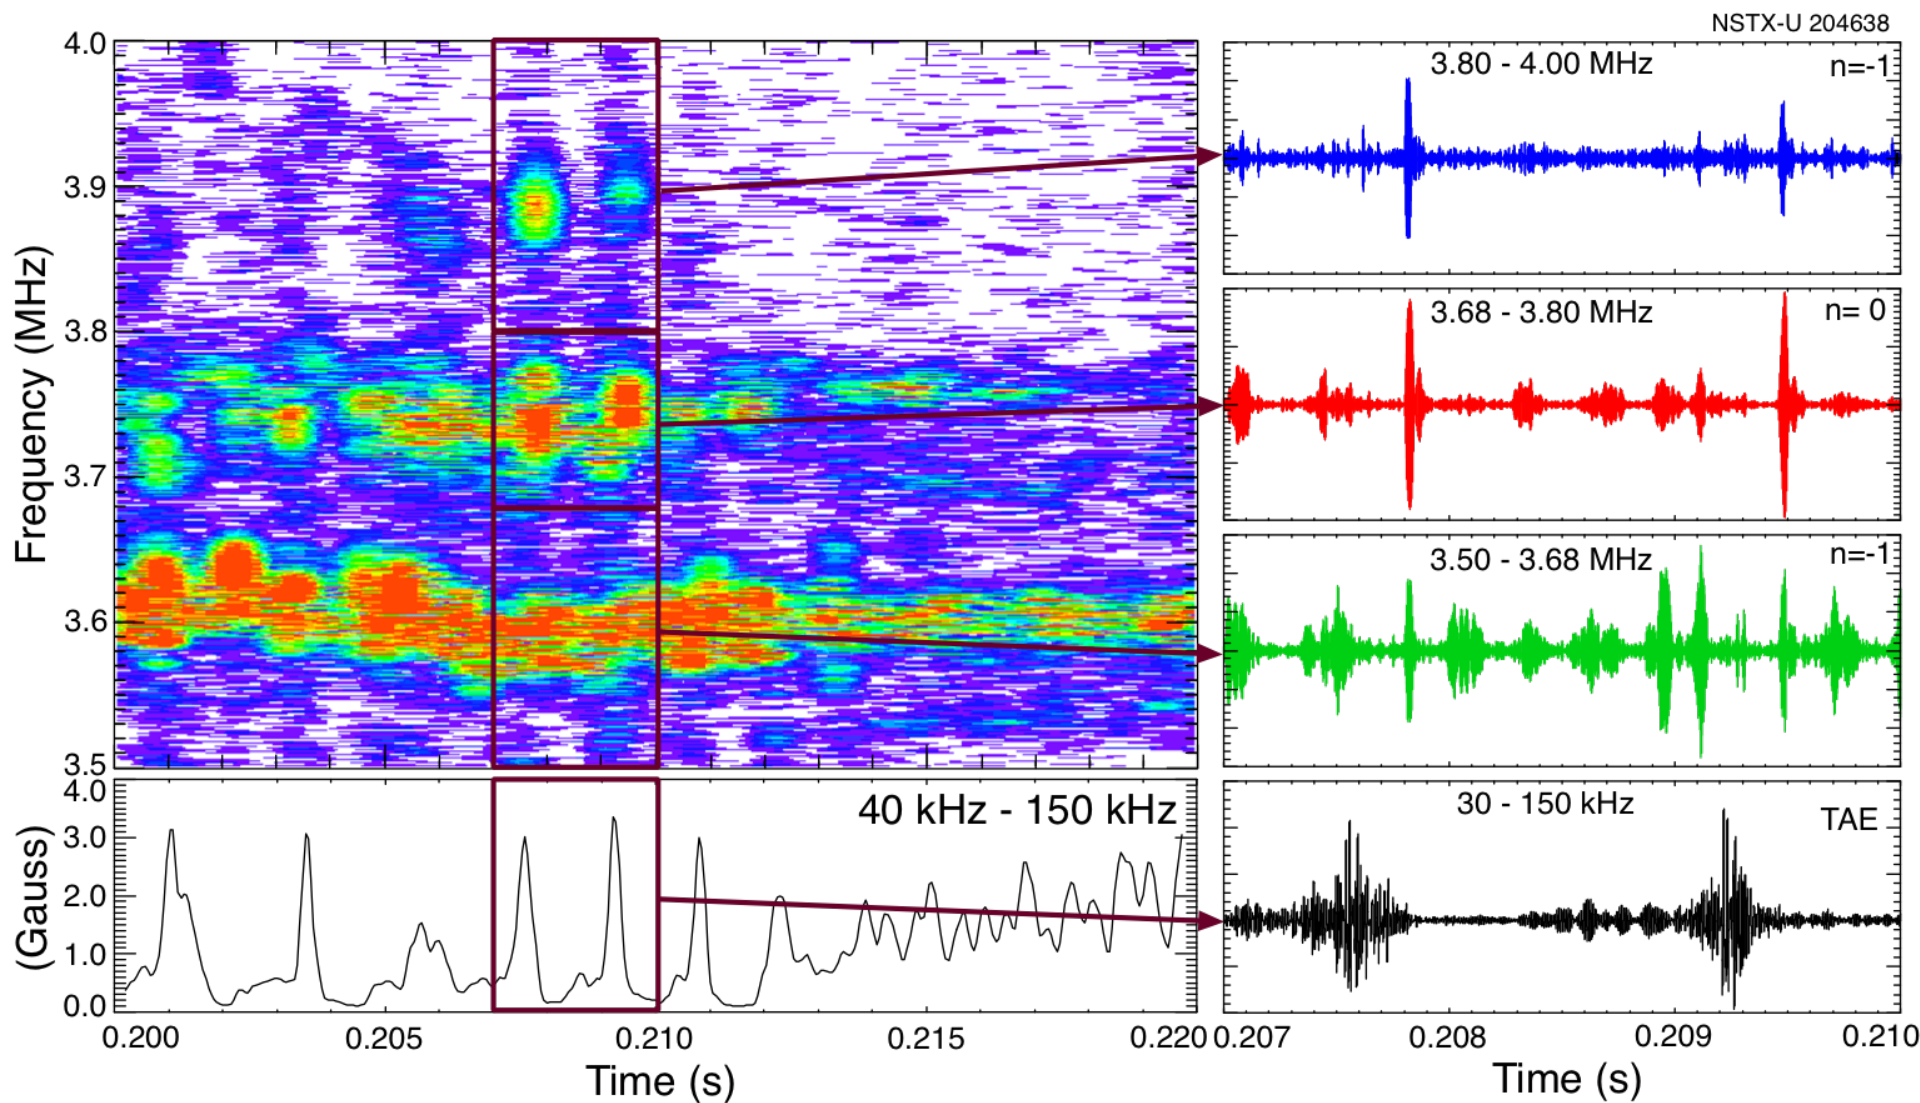 NSTX-U 204638
Frequency (MHz)
4.0
3.9
3.8
3.7
3.6
3.5
(Gauss)
4.0
3.0
2.0
1.0
0.0
40 kHz - 150 kHz
0.200 0.205 0.210 0.215 0.220
Time (s)
3.80 - 4.00 MHz n=-1
3.68 - 3.80 MHz n= 0
3.50 - 3.68 MHz n=-1
30 - 150 kHz TAE
0.207 0.208 0.209 0.210
Time (s)